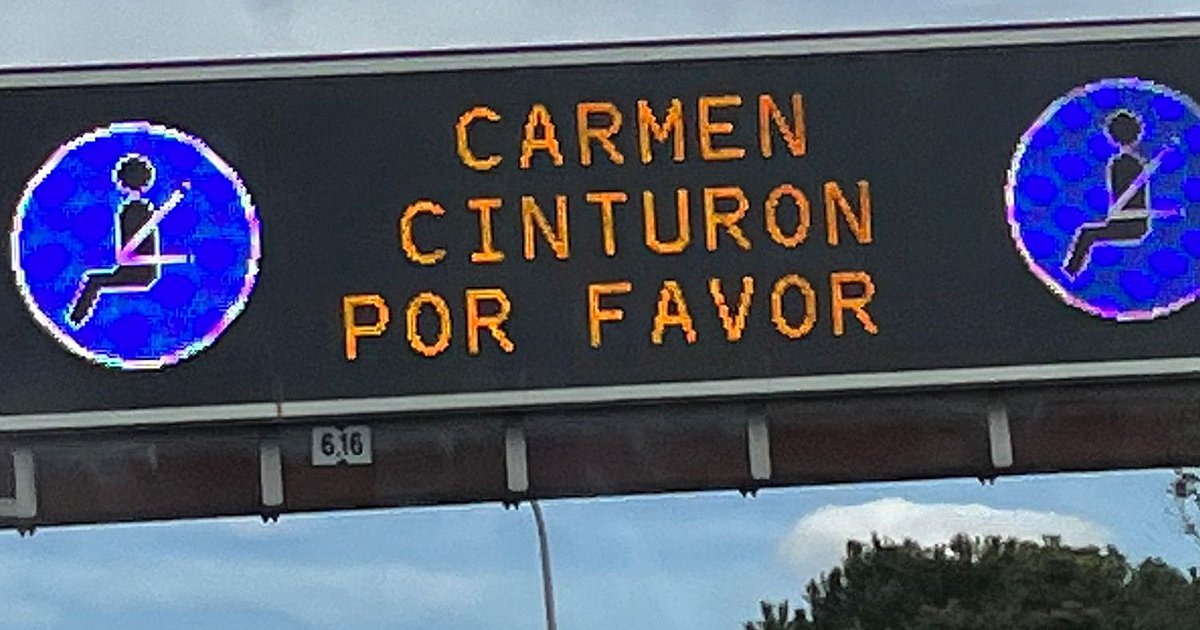 CARMEN
CINTURON
POR FAVOR
6,16